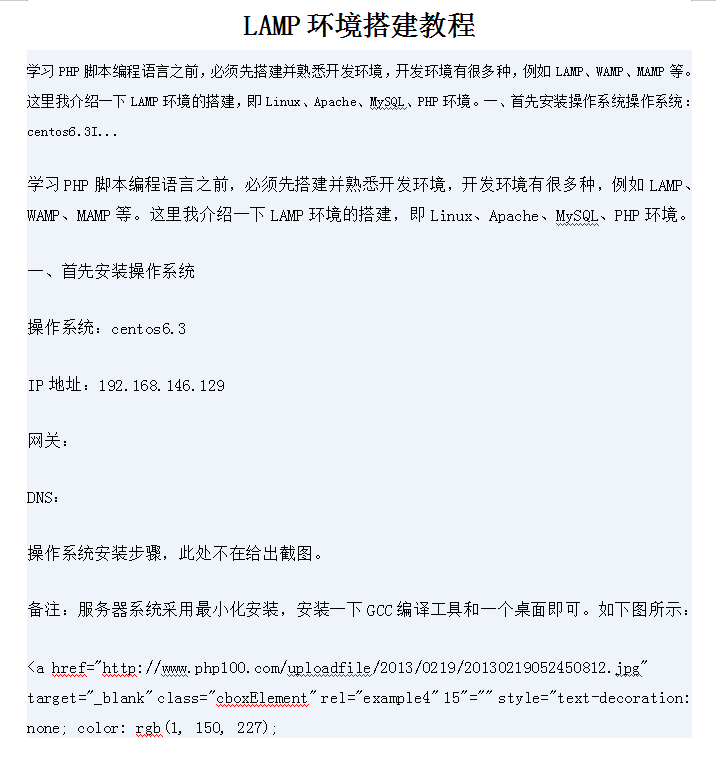 LAMP 环境搭建教程
学习 PHP 脚本编程语言之前，必须先搭建并熟悉开发环境，开发环境有很多种，例如 LAMP、WAMP、MAMP 等。
这里我介绍一下 LAMP 环境的搭建，即 Linux、Apache、MySQL、PHP 环境。一、首先安装操作系统操作系统：
centos6.3I...
学习 PHP 脚本编程语言之前，必须先搭建并熟悉开发环境，开发环境有很多种，例如 LAMP、
WAMP、MAMP 等。这里我介绍一下 LAMP 环境的搭建，即 Linux、Apache、MySQL、PHP 环境。
一、首先安装操作系统
操作系统：centos6.3
IP 地址：192.168.146.129
网关：
DNS：
操作系统安装步骤，此处不在给出截图。
备注：服务器系统采用最小化安装，安装一下 GCC 编译工具和一个桌面即可。如下图所示：
<a href="http://www.php100.com/uploadfile/2013/0219/20130219052450812.jpg"
target="_blank" class="cboxElement" rel="example4" 15"="" style="text-decoration:
none; color: rgb(1, 150, 227);